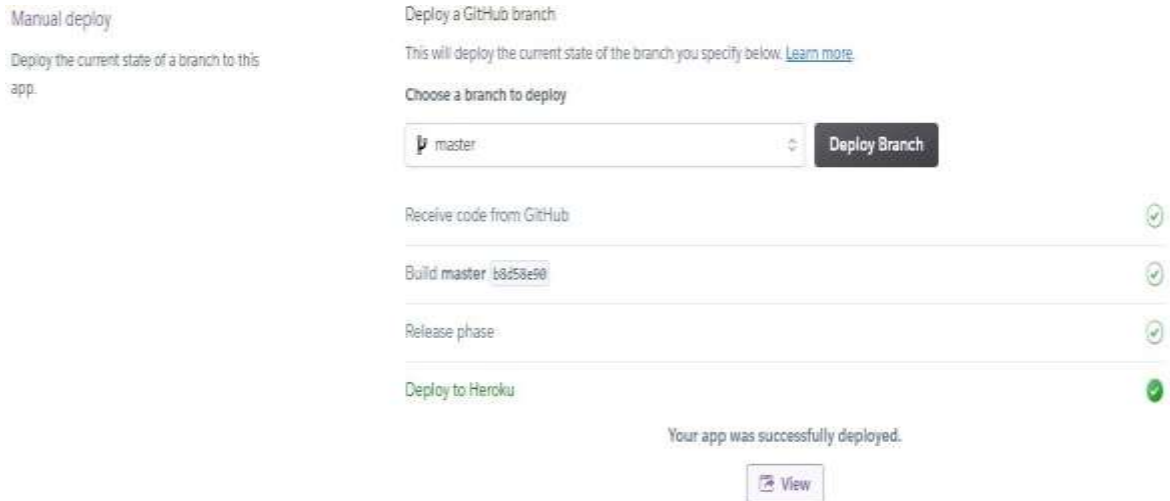 Manual deploy
Deploy the current state of a branch to this
app.
Deploy a GitHub branch
This will deploy the current state of the branch you specify below. Learn more.
Choose a branch to deploy
master
Deploy Branch
Receive code from GitHub
Build master b8d58e90
Release phase
Deploy to Heroku
Your app was successfully deployed.
View